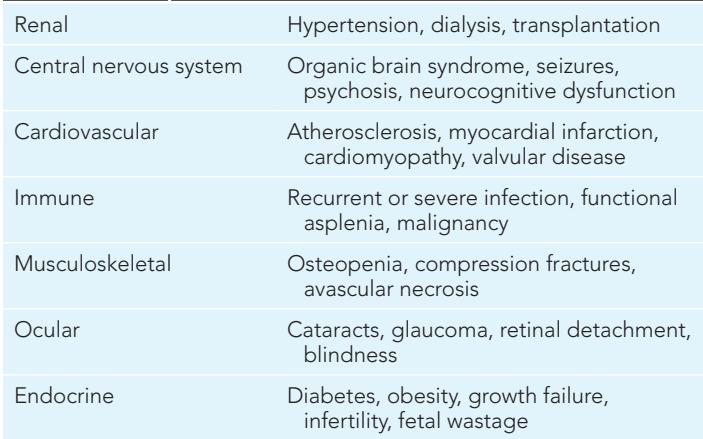 Renal Hypertension, dialysis, transplantation
Central nervous system Organic brain syndrome, seizures,
psychosis, neurocognitive dysfunction
Cardiovascular Atherosclerosis, myocardial infarction,
cardiomyopathy, valvular disease
Immune Recurrent or severe infection, functional
asplenia, malignancy
Musculoskeletal Osteopenia, compression fractures,
avascular necrosis
Ocular Cataracts, glaucoma, retinal detachment,
blindness
Endocrine Diabetes, obesity, growth failure,
infertility, fetal wastage